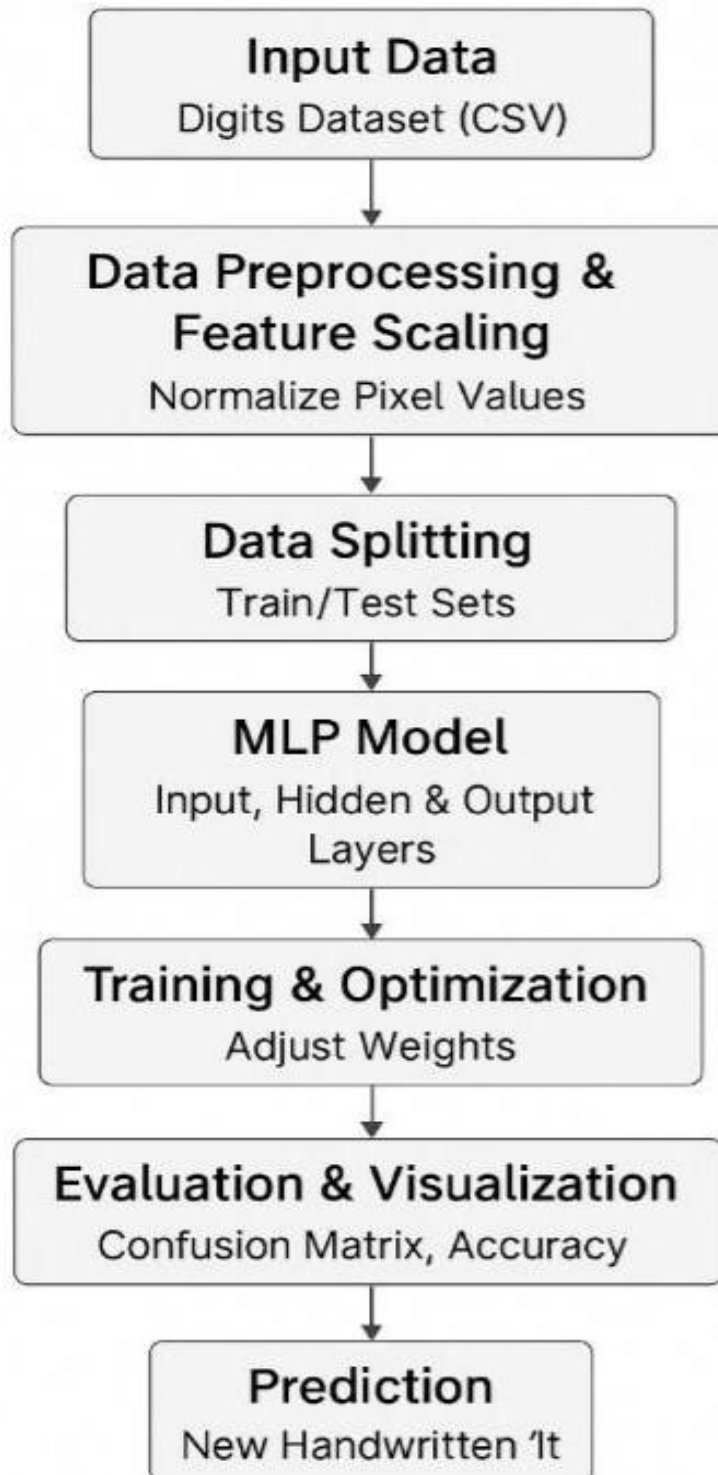 Input Data
Digits Dataset (CSV)
Data Preprocessing &
Feature Scaling
Normalize Pixel Values
Data Splitting
Train/Test Sets
MLP Model
Input, Hidden & Output
Layers
Training & Optimization
Adjust Weights
Evaluation & Visualization
Confusion Matrix, Accuracy
Prediction
New Handwritten